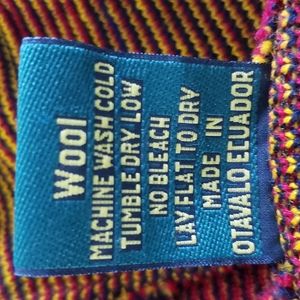 Wool
MACHINE WASH COLD
TUMBLE DRY LOW
NO BLEACH
LAY FLAT TO DRY
MADE IN
OTAVALO ECUADOR